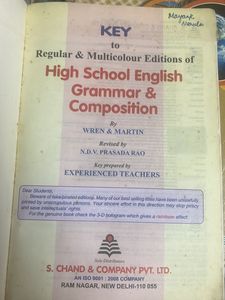 Mayank
KEY
to
Regular & Multicolour Editions of
High School English
Grammar &
Composition
By
WREN & MARTIN
Revised by
N.D.V. PRASADA RAO
Key prepared by
EXPERIENCED TEACHERS
Dear Students,
Beware of fake/pirated editions. Many of our best selling titles have been unlawfully
printed by unscrupulous persons. Your sincere effort in this direction may stop piracy
and save intellectuals' rights.
For the genuine book check the 3-D hologram which gives a rainbow effect.
Sole Distributors
S. CHAND & COMPANY PVT. LTD.
AN ISO 9001 : 2008 COMPANY
RAM NAGAR, NEW DELHI-110 055